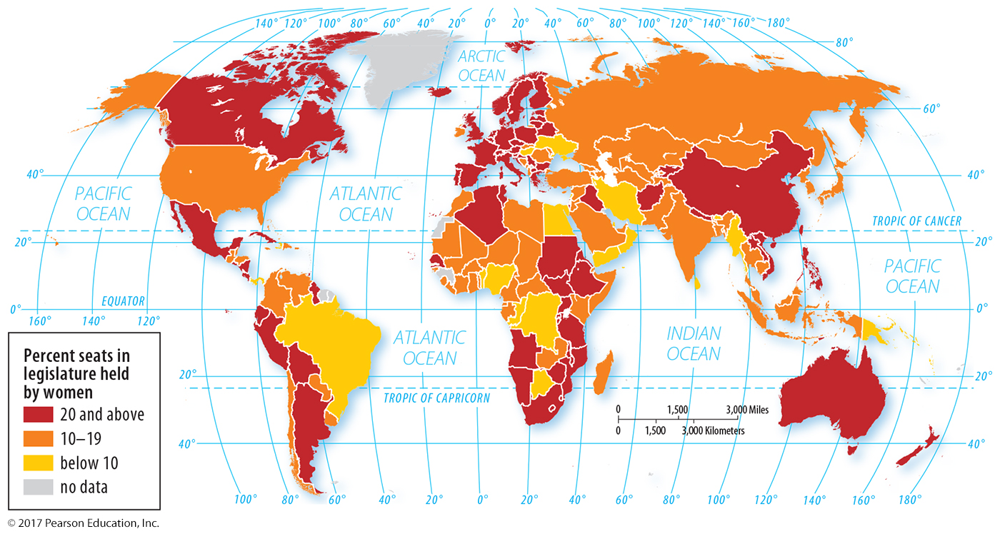 140° 120° 100° 80° 60° 40° 20° 0° 20° 40° 60° 80° 100° 120° 140° 160° 180°
80°
ARCTIC
OCEAN
60°
40°
40°
PACIFIC
OCEAN
ATLANTIC
OCEAN
TROPIC OF CANCER
20°
20°
PACIFIC
OCEAN
EQUATOR
0°
0°
160° 140° 120°
ATLANTIC
OCEAN
INDIAN
OCEAN
20°
20°
TROPIC OF CAPRICORN
0 1,500 3,000 Miles
0 1,500 3,000 Kilometers
40°
40°
100° 80° 60° 40° 20° 0° 20° 40° 60° 80° 100° 120° 140° 160° 180°
Percent seats in
legislature held
by women
20 and above
10–19
below 10
no data
© 2017 Pearson Education, Inc.